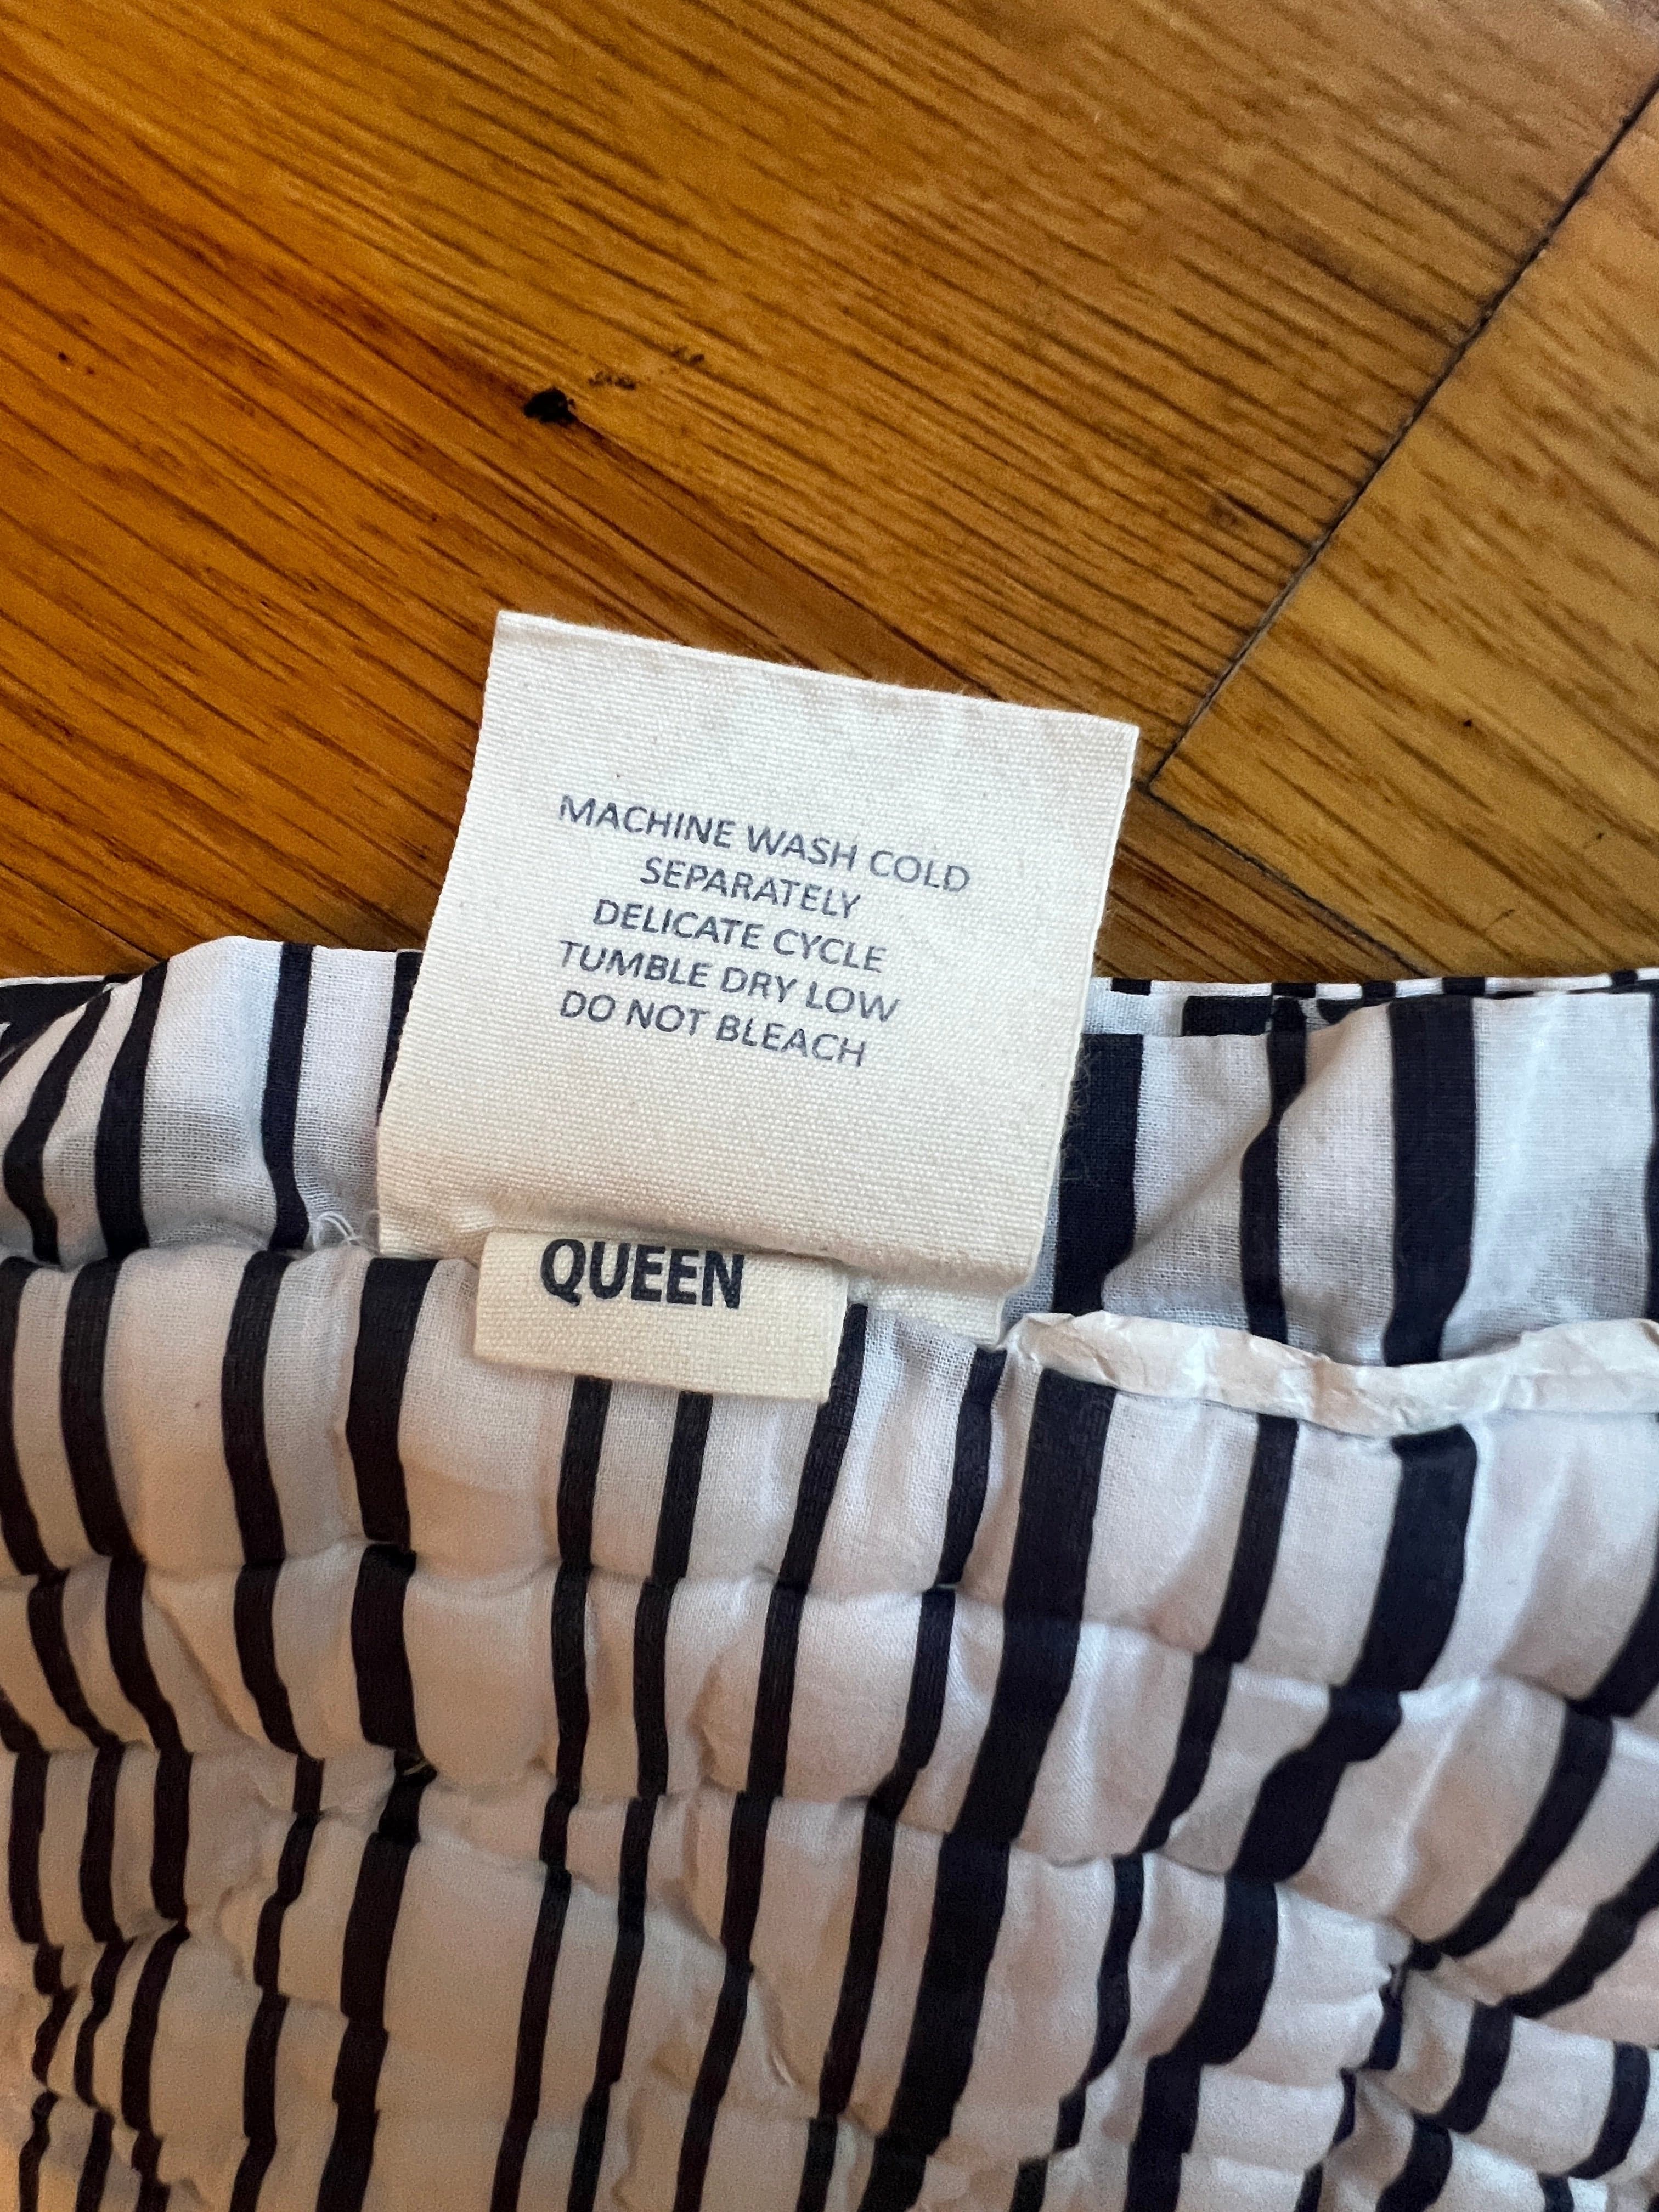 MACHINE WASH COLD
SEPARATELY
DELICATE CYCLE
TUMBLE DRY LOW
DO NOT BLEACH
QUEEN